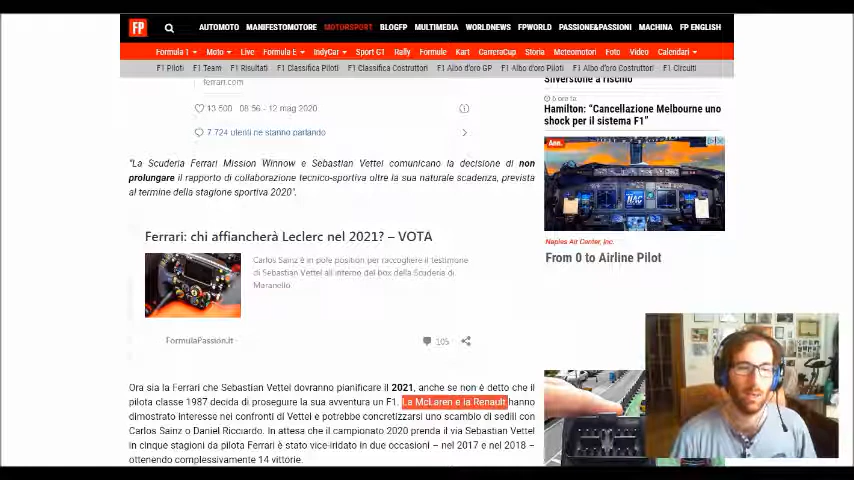 FP
AUTOMOTO MANIFESTOMOTORE MOTORSPORT BLOGFP MULTIMEDIA WORLDNEWS FPWORLD PASSIONE&PASSIONI MACHINA FP ENGLISH
Formula 1 Moto Live Formula E IndyCar Sport GT Rally Formule Kart CarreraCup Storia Meteomotori Foto Video Calendari
F1 Piloti F1 Team F1 Risultati F1 Classifica Piloti F1 Classifica Costruttori F1 Albo d'oro GP F1 Albo d'oro Piloti F1 Albo d'oro Costruttori F1 Circuiti
ferrari.com
13 500 08:56 - 12 mag 2020
7 724 utenti ne stanno parlando
"La Scuderia Ferrari Mission Winnow e Sebastian Vettel comunicano la decisione di non
prolungare il rapporto di collaborazione tecnico-sportiva oltre la sua naturale scadenza, prevista
al termine della stagione sportiva 2020".
Ferrari: chi affiancherà Leclerc nel 2021? – VOTA
Carlos Sainz è in pole position per raccogliere il testimone
di Sebastian Vettel all'interno del box della Scuderia di
Maranello.
FormulaPassion.it
105
Ora sia la Ferrari che Sebastian Vettel dovranno pianificare il 2021, anche se non è detto che il
pilota classe 1987 decida di proseguire la sua avventura un F1. La McLaren e la Renault hanno
dimostrato interesse nei confronti di Vettel e potrebbe concretizzarsi uno scambio di sedili con
Carlos Sainz o Daniel Ricciardo. In attesa che il campionato 2020 prenda il via Sebastian Vettel
in cinque stagioni da pilota Ferrari è stato vice-iridato in due occasioni – nel 2017 e nel 2018 –
ottenendo complessivamente 14 vittorie.
Silverstone a rischio
6 ore fa
Hamilton: "Cancellazione Melbourne uno
shock per il sistema F1"
Ann.
NAC
Naples Air Center, Inc.
From 0 to Airline Pilot